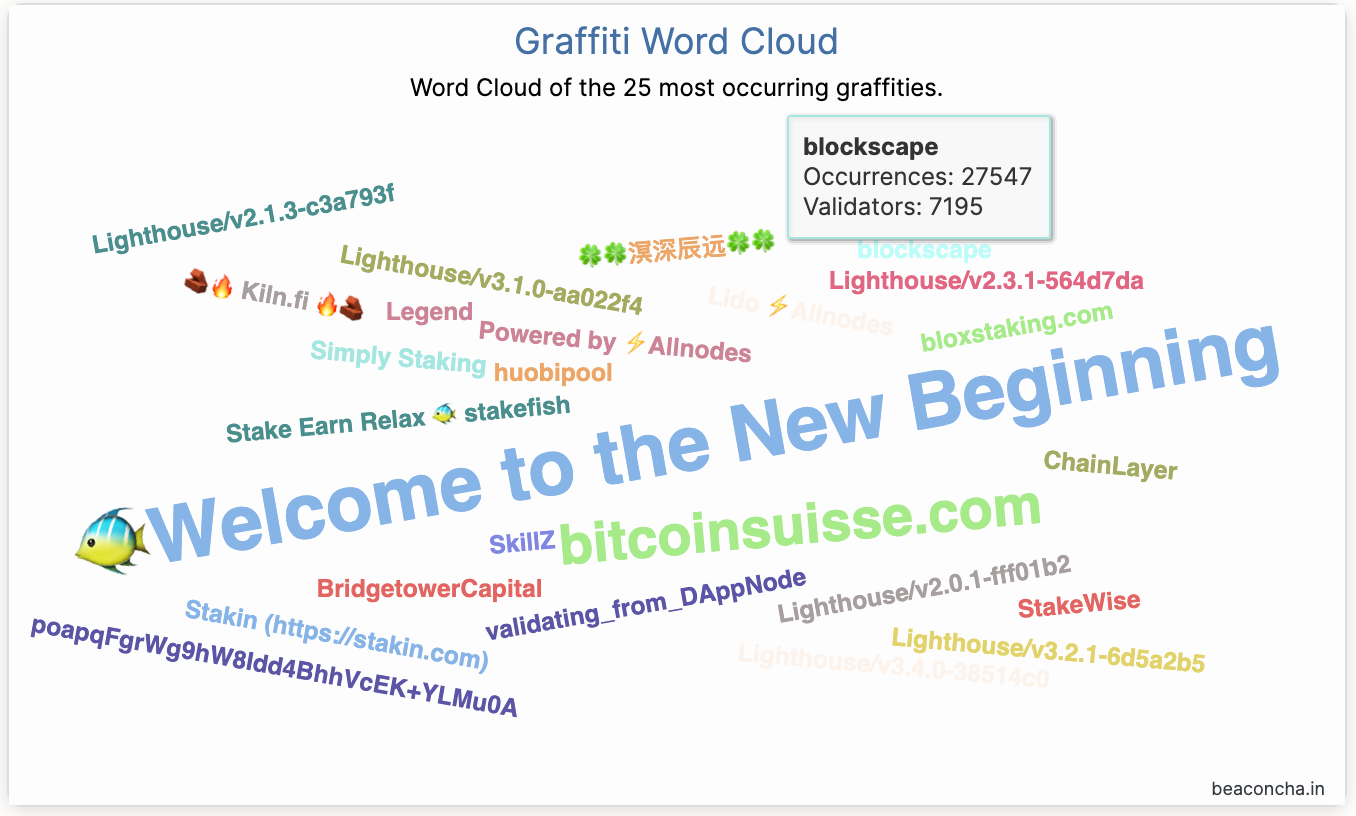 Graffiti Word Cloud
Word Cloud of the 25 most occurring graffities.
blockscape
Occurrences: 27547
Validators: 7195
Lighthouse/v2.1.3-c3a793f
🍀🍀溟深辰远🍀🍀
blockscape
Lighthouse/v3.1.0-aa022f4
Lighthouse/v2.3.1-564d7da
🍫🔥 Kiln.fi 🔥🍫
Legend
Lido ⚡Allnodes
bloxstaking.com
Powered by ⚡Allnodes
Simply Staking
huobipool
Stake Earn Relax 🐠 stakefish
🐠Welcome to the New Beginning
ChainLayer
SkillZ
bitcoinsuisse.com
BridgetowerCapital
validating_from_DAppNode
Lighthouse/v2.0.1-fff01b2
StakeWise
Stakin (https://stakin.com)
Lighthouse/v3.2.1-6d5a2b5
Lighthouse/v3.4.0-38514c0
poapqFgrWg9hW8Idd4BhhVcEK+YLMu0A
beaconcha.in